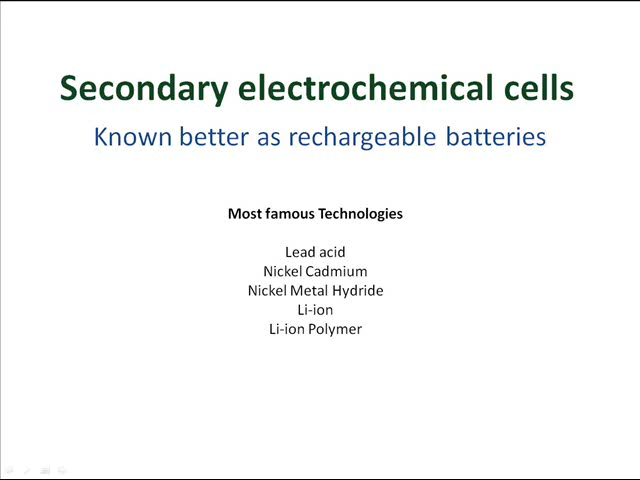 Secondary electrochemical cells
Known better as rechargeable batteries
Most famous Technologies
Lead acid
Nickel Cadmium
Nickel Metal Hydride
Li-ion
Li-ion Polymer